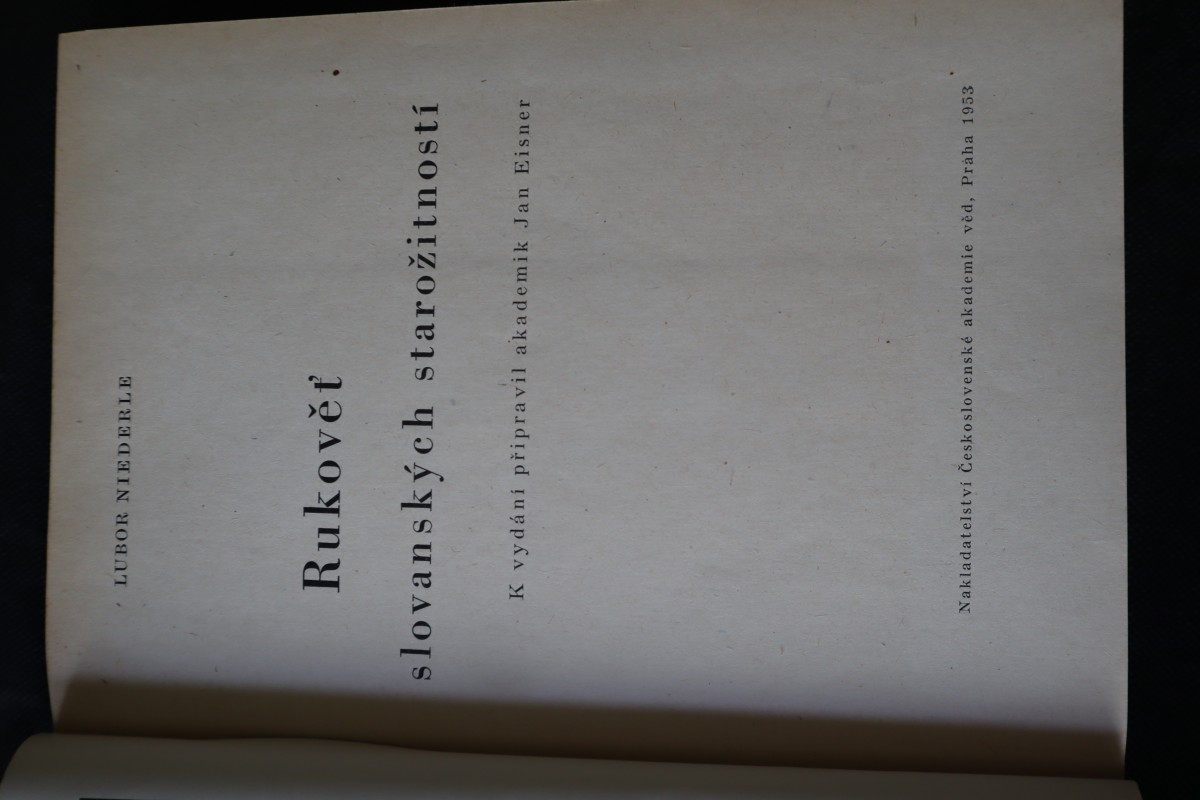 LUBOR NIEDERLE
Rukověť
slovanských starožitností
K vydání připravil akademik Jan Eisner
Nakladatelství Československé akademie věd, Praha 1953